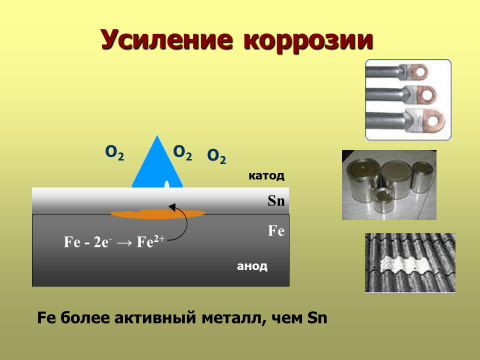 Усиление коррозии
O₂ O₂ O₂
катод
Sn
Fe
Fe - 2e⁻ → Fe²⁺
анод
Fe более активный металл, чем Sn